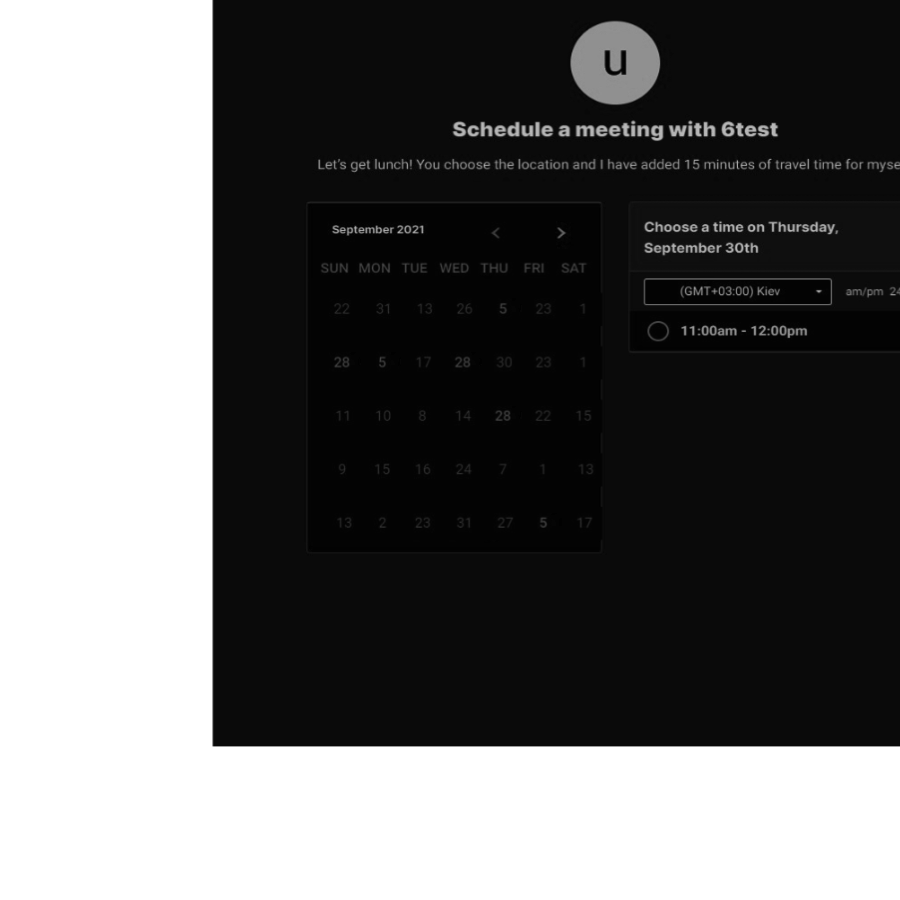 u
Schedule a meeting with 6test
Let's get lunch! You choose the location and I have added 15 minutes of travel time for myse
September 2021 < >
SUN MON TUE WED THU FRI SAT
22 31 13 26 5 23 1
28 5 17 28 30 23 1
11 10 8 14 28 22 15
9 15 16 24 7 1 13
13 2 23 31 27 5 17
Choose a time on Thursday,
September 30th
(GMT+03:00) Kiev am/pm 24
11:00am - 12:00pm